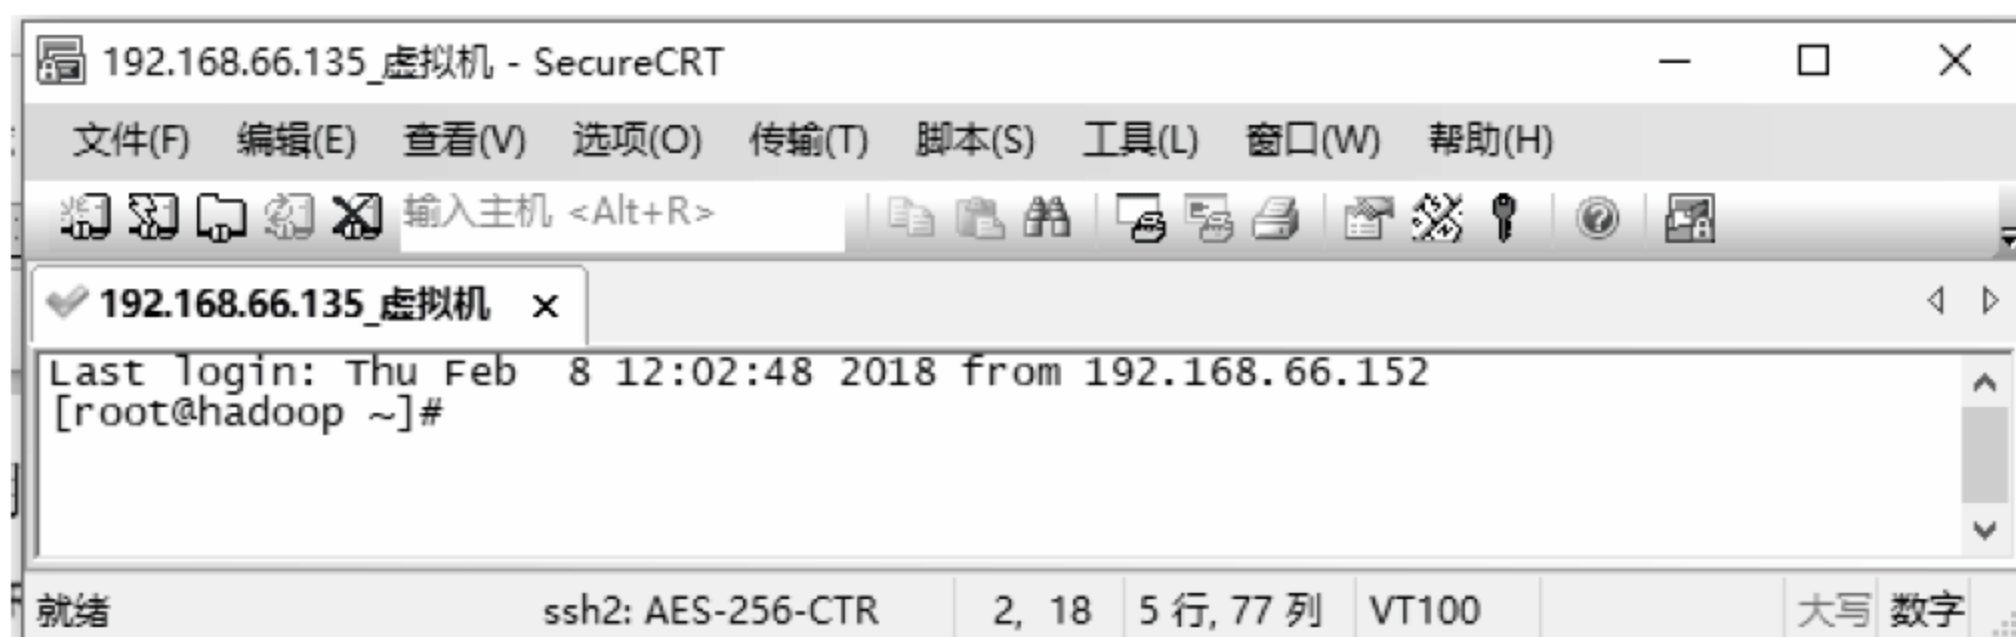 192.168.66.135_虚拟机 - SecureCRT
文件(F) 编辑(E) 查看(V) 选项(O) 传输(T) 脚本(S) 工具(L) 窗口(W) 帮助(H)
输入主机 <Alt+R>
192.168.66.135_虚拟机
Last login: Thu Feb  8 12:02:48 2018 from 192.168.66.152
[root@hadoop ~]#
就绪 ssh2: AES-256-CTR 2, 18 5 行, 77 列 VT100 大写 数字